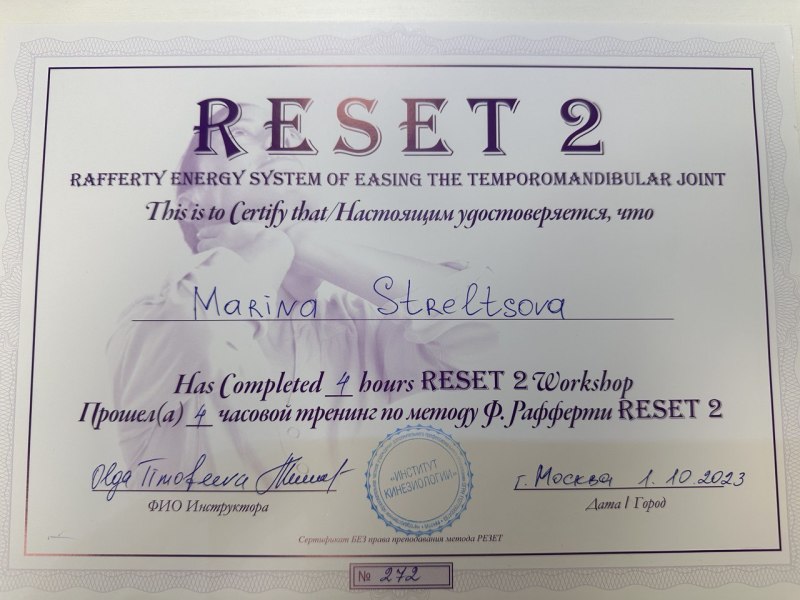 RESET 2
RAFFERTY ENERGY SYSTEM OF EASING THE TEMPOROMANDIBULAR JOINT
This is to Certify that/Настоящим удостоверяется, что
Marina Streltsova
Has Completed 4 hours RESET 2 Workshop
Прошел(а) 4 часовой тренинг по методу Ф. Рафферти RESET 2
Olga Timofeeva
ФИО Инструктора
«ИНСТИТУТ
КИНЕЗИОЛОГИИ»
г. Москва 1.10.2023
Дата | Город
Сертификат БЕЗ права преподавания метода РЕЗЕТ
№ 272